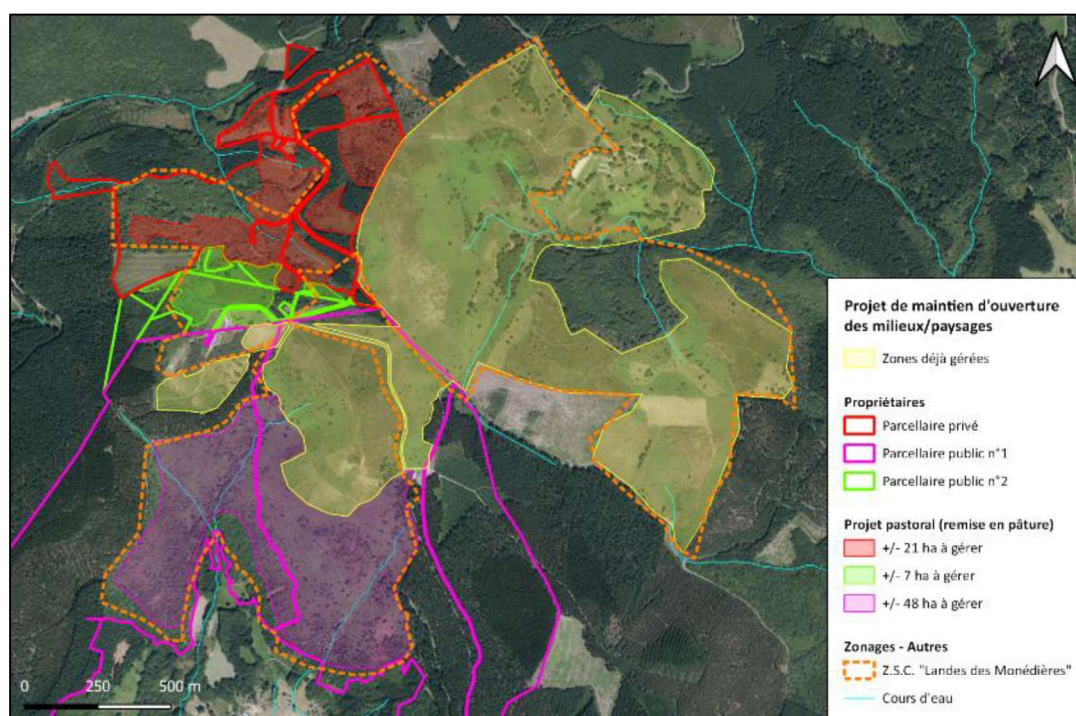 Projet de maintien d'ouverture
des milieux/paysages
Zones déjà gérées
Propriétaires
Parcellaire privé
Parcellaire public n°1
Parcellaire public n°2
Projet pastoral (remise en pâture)
+/- 21 ha à gérer
+/- 7 ha à gérer
+/- 48 ha à gérer
Zonages - Autres
Z.S.C. "Landes des Monédières"
Cours d'eau
0 250 500 m